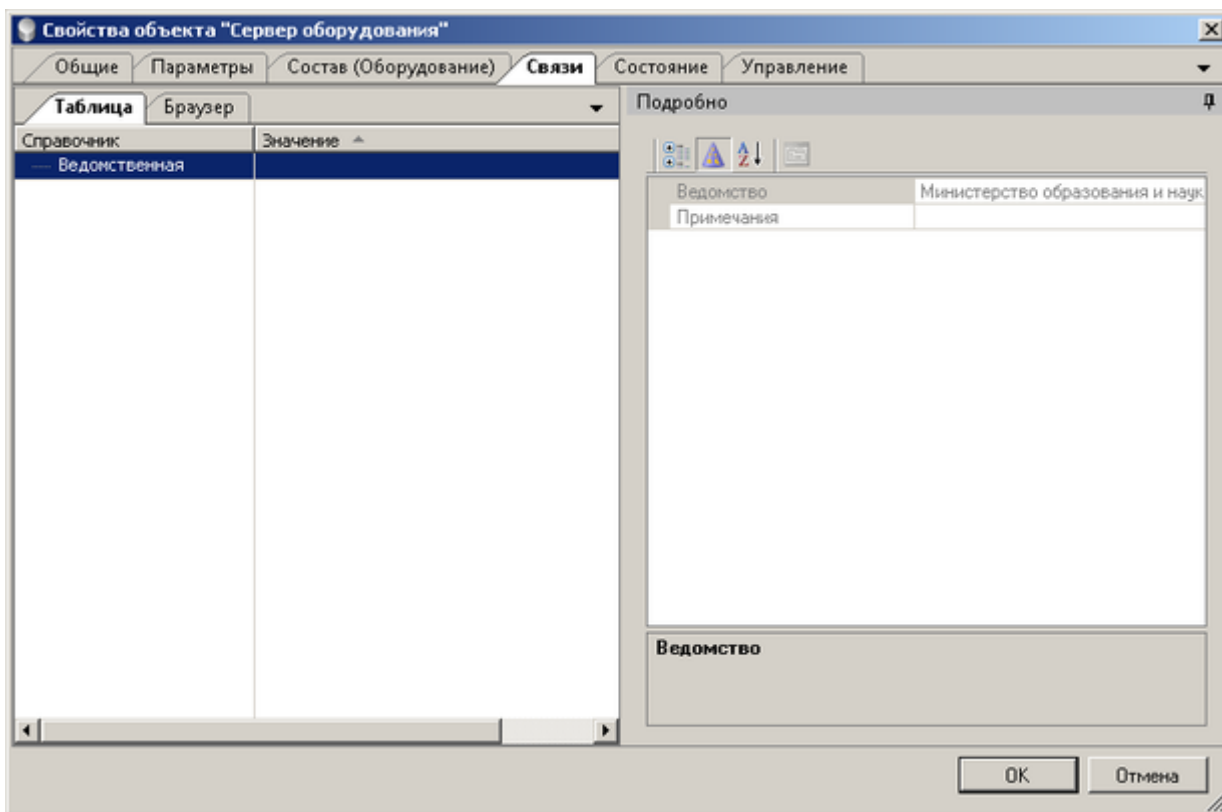 Свойства объекта "Сервер оборудования"
Общие Параметры Состав (Оборудование) Связи Состояние Управление
Таблица Браузер
Подробно
Справочник Значение
Ведомственная
Ведомство Министерство образования и наук
Примечания
Ведомство
OK Отмена